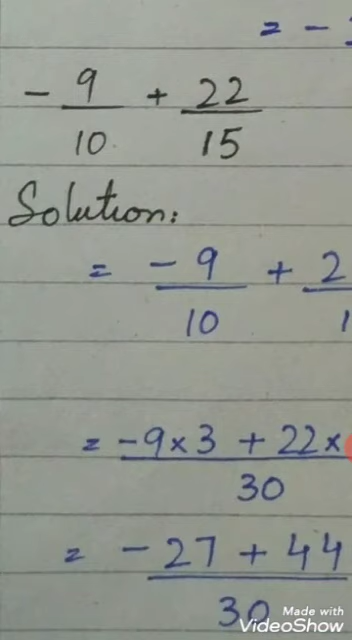 = -
- 9/10 + 22/15
Solution:
= -9/10 + 2
= -9×3 + 22×/30
= -27 + 44/30
Made with
VideoShow